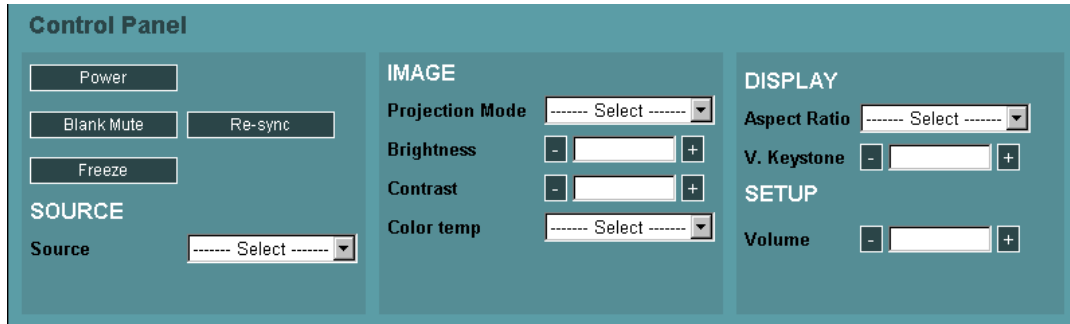 Control Panel
Power
Blank Mute
Re-sync
Freeze
SOURCE
Source ------- Select -------
IMAGE
Projection Mode ------ Select -------
Brightness - +
Contrast - +
Color temp ------ Select -------
DISPLAY
Aspect Ratio ------- Select -------
V. Keystone - +
SETUP
Volume - +